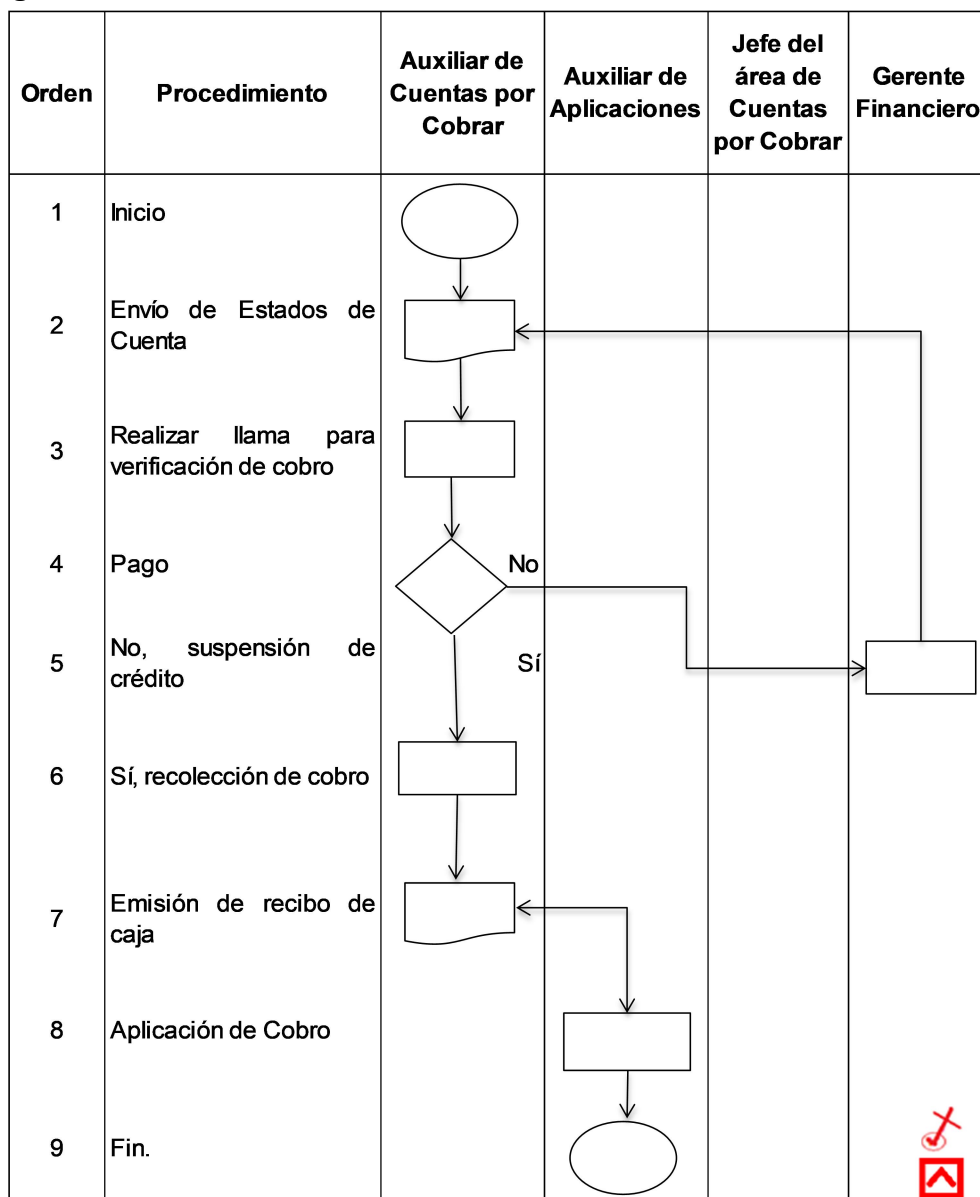 Orden
Procedimiento
Auxiliar de
Cuentas por
Cobrar
Auxiliar de
Aplicaciones
Jefe del
área de
Cuentas
por Cobrar
Gerente
Financiero
1
Inicio
2
Envío de Estados de
Cuenta
3
Realizar llama para
verificación de cobro
4
Pago
No
5
No, suspensión de
crédito
Sí
6
Sí, recolección de cobro
7
Emisión de recibo de
caja
8
Aplicación de Cobro
9
Fin.